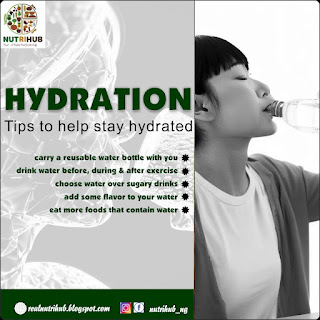 NUTRIHUB
HYDRATION
Tips to help stay hydrated
carry a reusable water bottle with you
drink water before, during & after exercise
choose water over sugary drinks
add some flavor to your water
eat more foods that contain water
realnutrihub.blogspot.com
nutrihub_ng